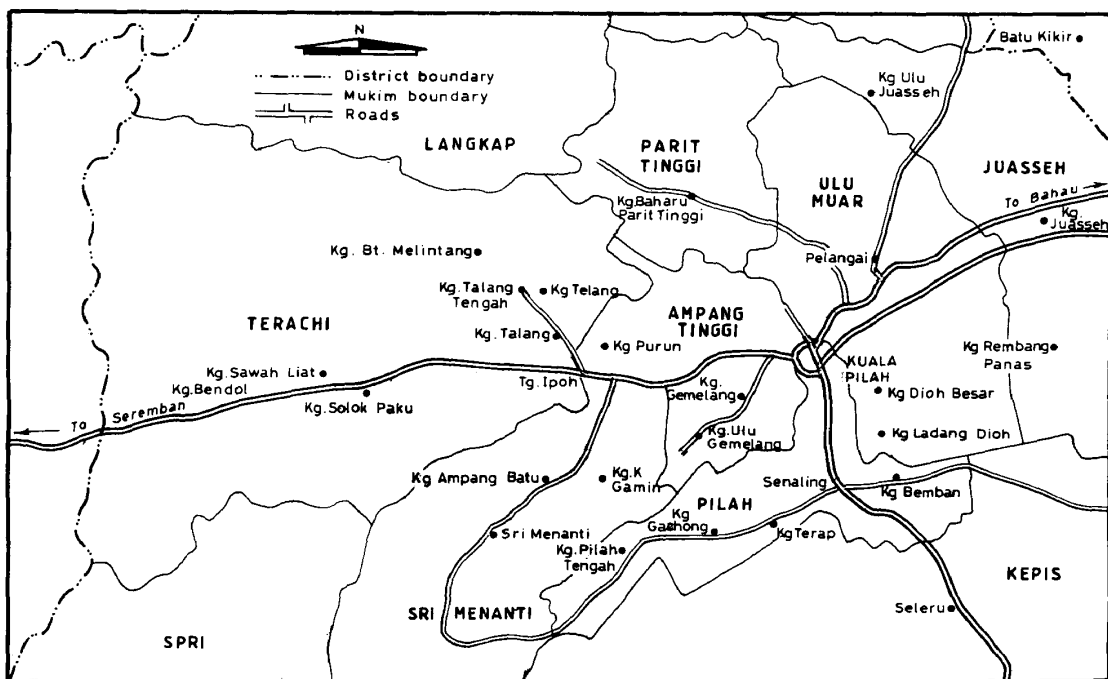 N
District boundary
Mukim boundary
Roads
Batu Kikir
Kg Ulu
Juasseh
LANGKAP
PARIT
TINGGI
JUASSEH
ULU
MUAR
To Bahau
Kg.
Juasseh
Kg.Baharu
Parit Tinggi
Pelangai
Kg. Bt. Melintang
Kg.Talang
Tengah
Kg Telang
AMPANG
TINGGI
TERACHI
Kg. Talang
Kg Purun
Kg Rembang
Panas
KUALA
PILAH
Kg.Sawah Liat
Kg.Bendol
Tg. Ipoh
Kg.
Gemelang
Kg Dioh Besar
Kg.Solok Paku
To Seremban
Kg.Ulu
Gemelang
Kg Ladang Dioh
Kg Ampang Batu
Kg.K
Gamin
Senaling
Kg Bemban
PILAH
Kg
Gachong
Kg Terap
Sri Menanti
Kg.Pilah
Tengah
KEPIS
SRI MENANTI
Seleru
SPRI